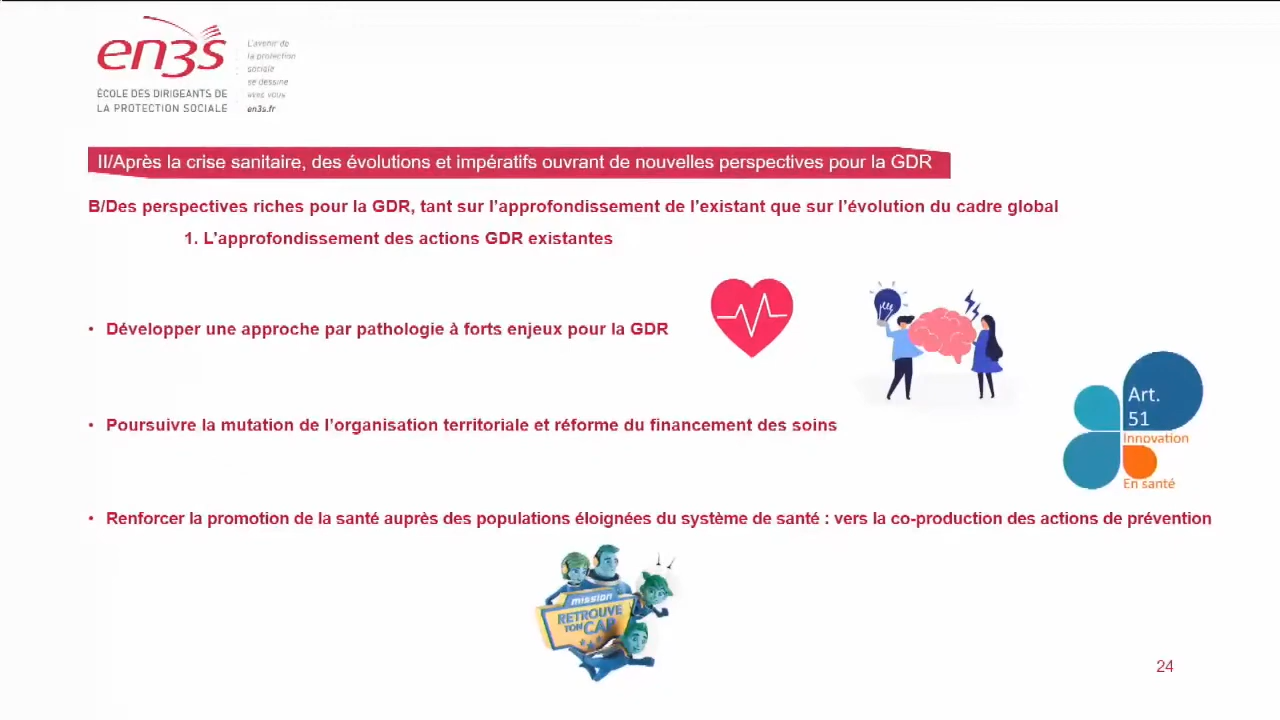 en3s
L'avenir de
la protection
sociale
se dessine
avec vous
en3s.fr
ÉCOLE DES DIRIGEANTS DE
LA PROTECTION SOCIALE
II/Après la crise sanitaire, des évolutions et impératifs ouvrant de nouvelles perspectives pour la GDR
B/Des perspectives riches pour la GDR, tant sur l'approfondissement de l'existant que sur l'évolution du cadre global
1. L'approfondissement des actions GDR existantes
• Développer une approche par pathologie à forts enjeux pour la GDR
Art.
51
Innovation
En santé
• Poursuivre la mutation de l'organisation territoriale et réforme du financement des soins
• Renforcer la promotion de la santé auprès des populations éloignées du système de santé : vers la co-production des actions de prévention
mission
RETROUVE
TON CAP
24